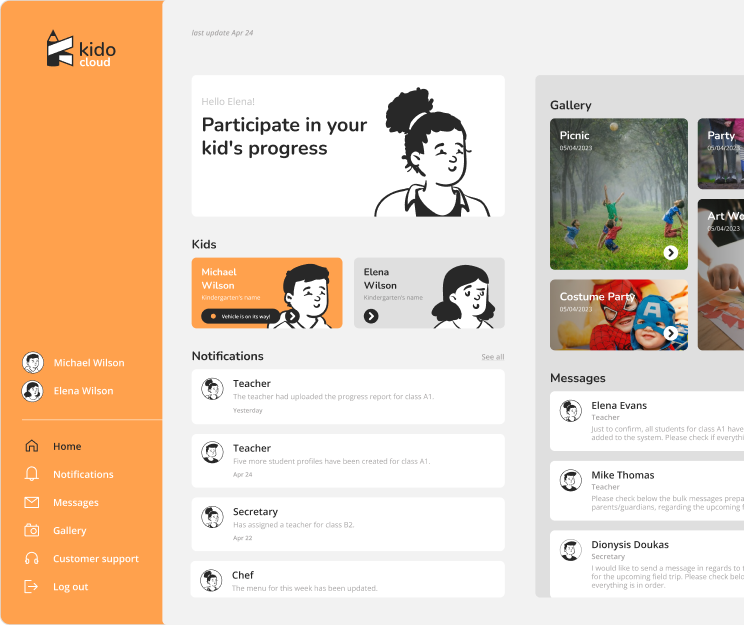 kido
cloud
Michael Wilson
Elena Wilson
Home
Notifications
Messages
Gallery
Customer support
Log out
last update Apr 24
Hello Elena!
Participate in your
kid's progress
Kids
Michael
Wilson
Kindergarten's name
Vehicle is on its way!
Elena
Wilson
Kindergarten's name
Notifications
See all
Teacher
The teacher had uploaded the progress report for class A1.
Yesterday
Teacher
Five more student profiles have been created for class A1.
Apr 24
Secretary
Has assigned a teacher for class B2.
Apr 22
Chef
The menu for this week has been updated.
Gallery
Picnic
05/04/2023
Party
05/04/2023
Art Wo
05/04/2023
Costume Party
05/04/2023
A
Messages
Elena Evans
Teacher
Just to confirm, all students for class A1 have
added to the system. Please check if everythi
Mike Thomas
Teacher
Please check below the bulk messages prepa
parents/guardians, regarding the upcoming f
Dionysis Doukas
Secretary
I would like to send a message in regards to t
for the upcoming field trip. Please check belo
everything is in order.